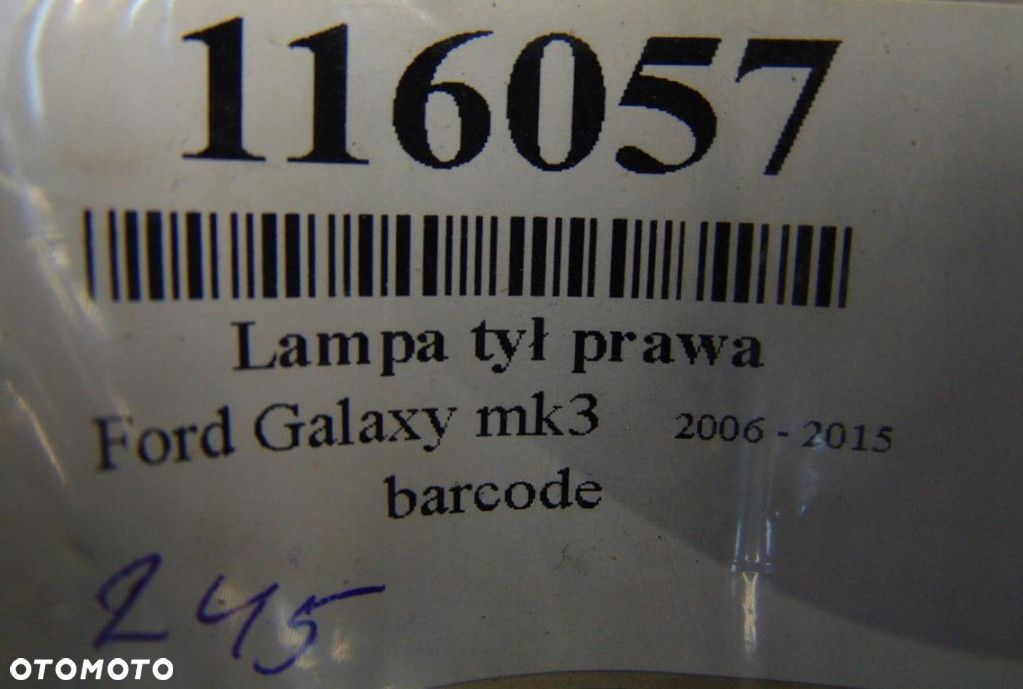 116057
Lampa tył prawa
Ford Galaxy mk3 2006 - 2015
barcode
245
OTOMOTO